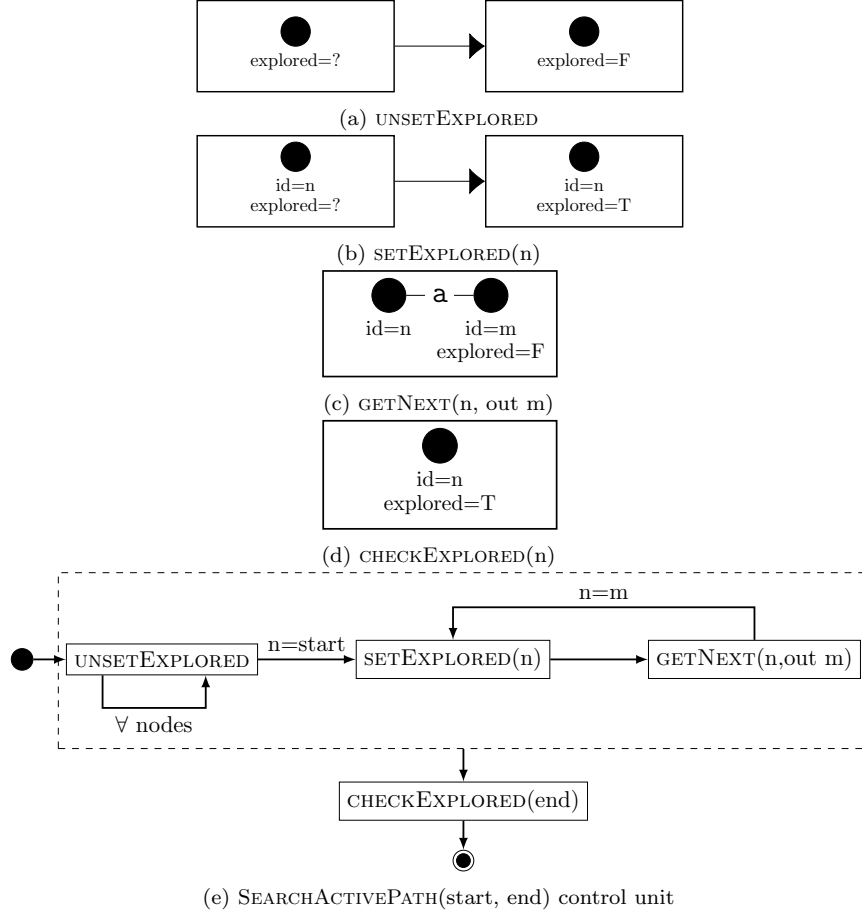 explored=?
explored=F
(a) UNSETEXPLORED
id=n
explored=?
id=n
explored=T
(b) SETEXPLORED(n)
a
id=n
id=m
explored=F
(c) GETNEXT(n, out m)
id=n
explored=T
(d) CHECKEXPLORED(n)
n=m
n=start
UNSETEXPLORED
SETEXPLORED(n)
GETNEXT(n,out m)
∀ nodes
CHECKEXPLORED(end)
(e) SEARCHACTIVEPATH(start, end) control unit